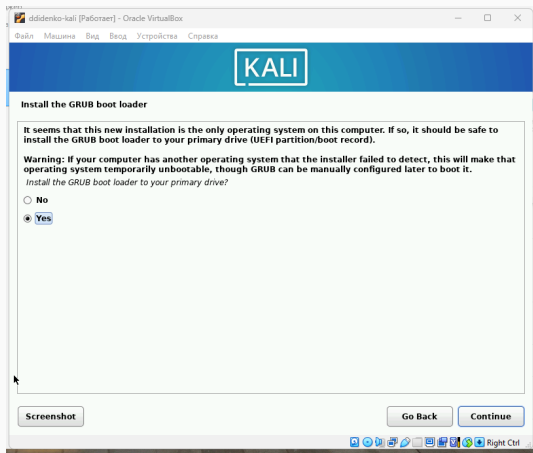 ddidenko-kali [Работает] - Oracle VirtualBox
Файл Машина Вид Ввод Устройства Справка
KALI
Install the GRUB boot loader
It seems that this new installation is the only operating system on this computer. If so, it should be safe to
install the GRUB boot loader to your primary drive (UEFI partition/boot record).
Warning: If your computer has another operating system that the installer failed to detect, this will make that
operating system temporarily unbootable, though GRUB can be manually configured later to boot it.
Install the GRUB boot loader to your primary drive?
No
Yes
Screenshot
Go Back
Continue
Right Ctrl